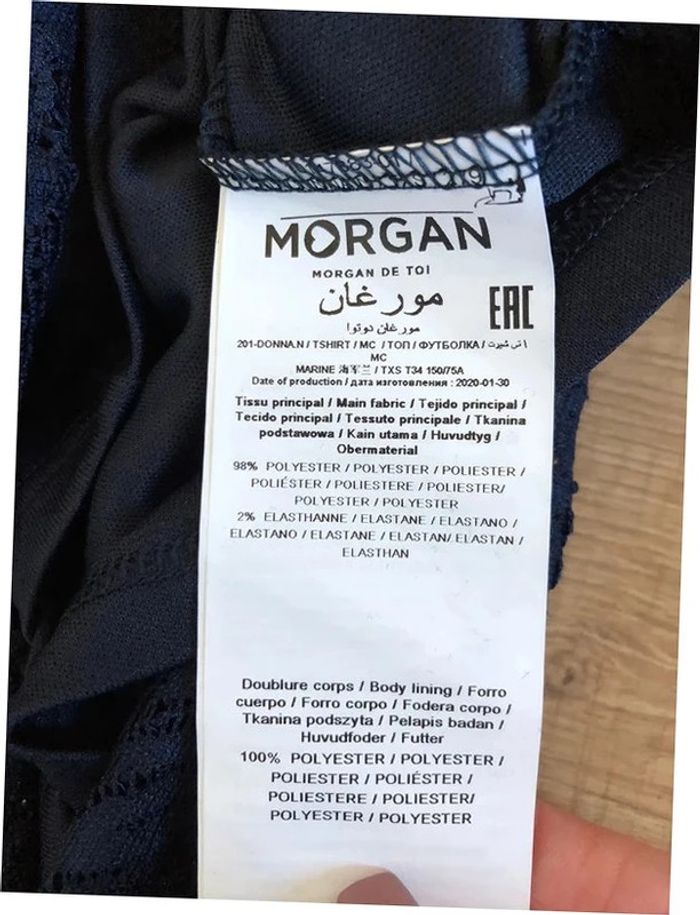 MORGAN
MORGAN DE TOI
مورغان
مورغان دوتوا
EAC
201-DONNA.N / TSHIRT / MC / ТОП / ФУТБОЛКА / تي شيرت
MC
MARINE 海军兰 / TXS T34 150/75A
Date of production / дата изготовления : 2020-01-30
Tissu principal / Main fabric / Tejido principal /
Tecido principal / Tessuto principale / Tkanina
podstawowa / Kain utama / Huvudtyg /
Obermaterial
98% POLYESTER / POLYESTER / POLIESTER /
POLIÉSTER / POLIESTERE / POLIESTER/
POLYESTER / POLYESTER
2% ELASTHANNE / ELASTANE / ELASTANO /
ELASTANO / ELASTANE / ELASTAN/ ELASTAN /
ELASTHAN
Doublure corps / Body lining / Forro
cuerpo / Forro corpo / Fodera corpo /
Tkanina podszyta / Pelapis badan /
Huvudfoder / Futter
100% POLYESTER / POLYESTER /
POLIESTER / POLIÉSTER /
POLIESTERE / POLIESTER/
POLYESTER / POLYESTER